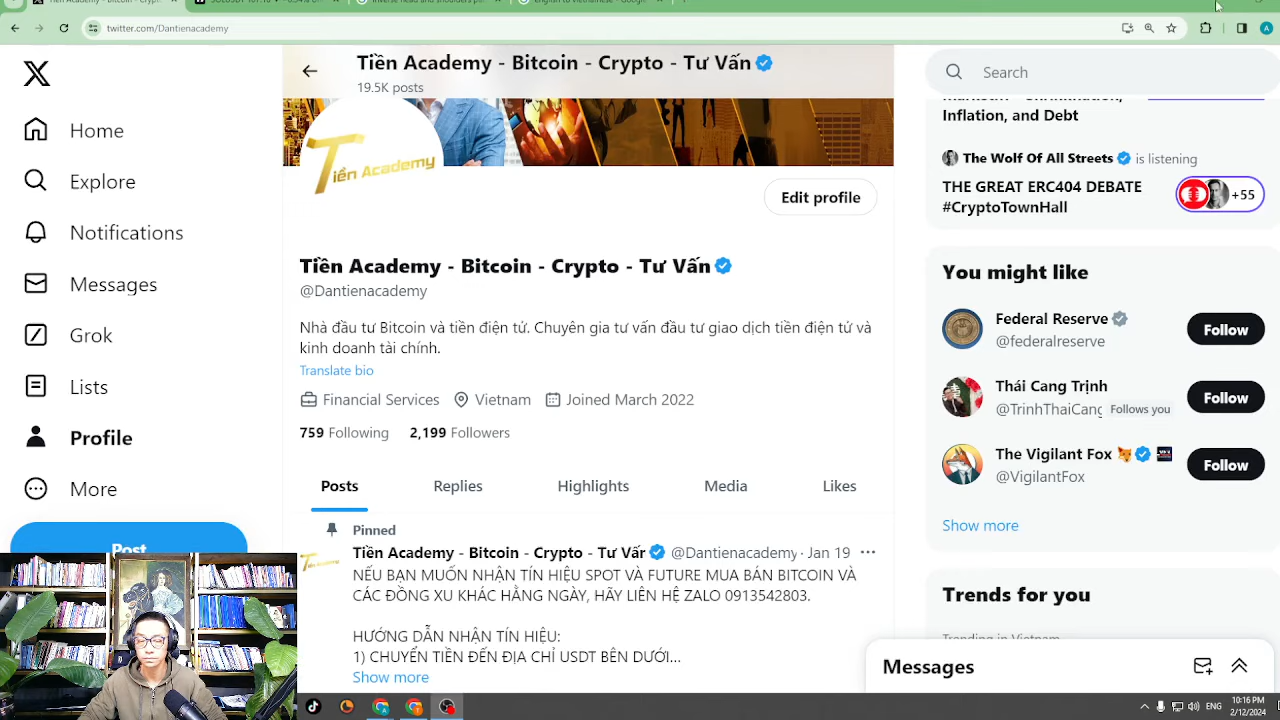 twitter.com/Dantienacademy
Tiền Academy - Bitcoin - Crypto - Tư Vấn
19.5K posts
Tiền Academy
Edit profile
Tiền Academy - Bitcoin - Crypto - Tư Vấn
@Dantienacademy
Nhà đầu tư Bitcoin và tiền điện tử. Chuyên gia tư vấn đầu tư giao dịch tiền điện tử và
kinh doanh tài chính.
Translate bio
Financial Services Vietnam Joined March 2022
759 Following 2,199 Followers
Posts Replies Highlights Media Likes
Pinned
Tiền Academy - Bitcoin - Crypto - Tư Vấn @Dantienacademy · Jan 19
NẾU BẠN MUỐN NHẬN TÍN HIỆU SPOT VÀ FUTURE MUA BÁN BITCOIN VÀ
CÁC ĐỒNG XU KHÁC HẰNG NGÀY, HÃY LIÊN HỆ ZALO 0913542803.
HƯỚNG DẪN NHẬN TÍN HIỆU:
1) CHUYỂN TIỀN ĐẾN ĐỊA CHỈ USDT BÊN DƯỚI...
Show more
Home
Explore
Notifications
Messages
Grok
Lists
Profile
More
Post
Search
Inflation, and Debt
The Wolf Of All Streets is listening
THE GREAT ERC404 DEBATE
#CryptoTownHall
+55
You might like
Federal Reserve
@federalreserve
Follow
Thái Cang Trịnh
@TrinhThaiCang Follows you
Follow
The Vigilant Fox
@VigilantFox
Follow
Show more
Trends for you
Trending in Vietnam
Messages
ENG
10:16 PM
2/12/2024